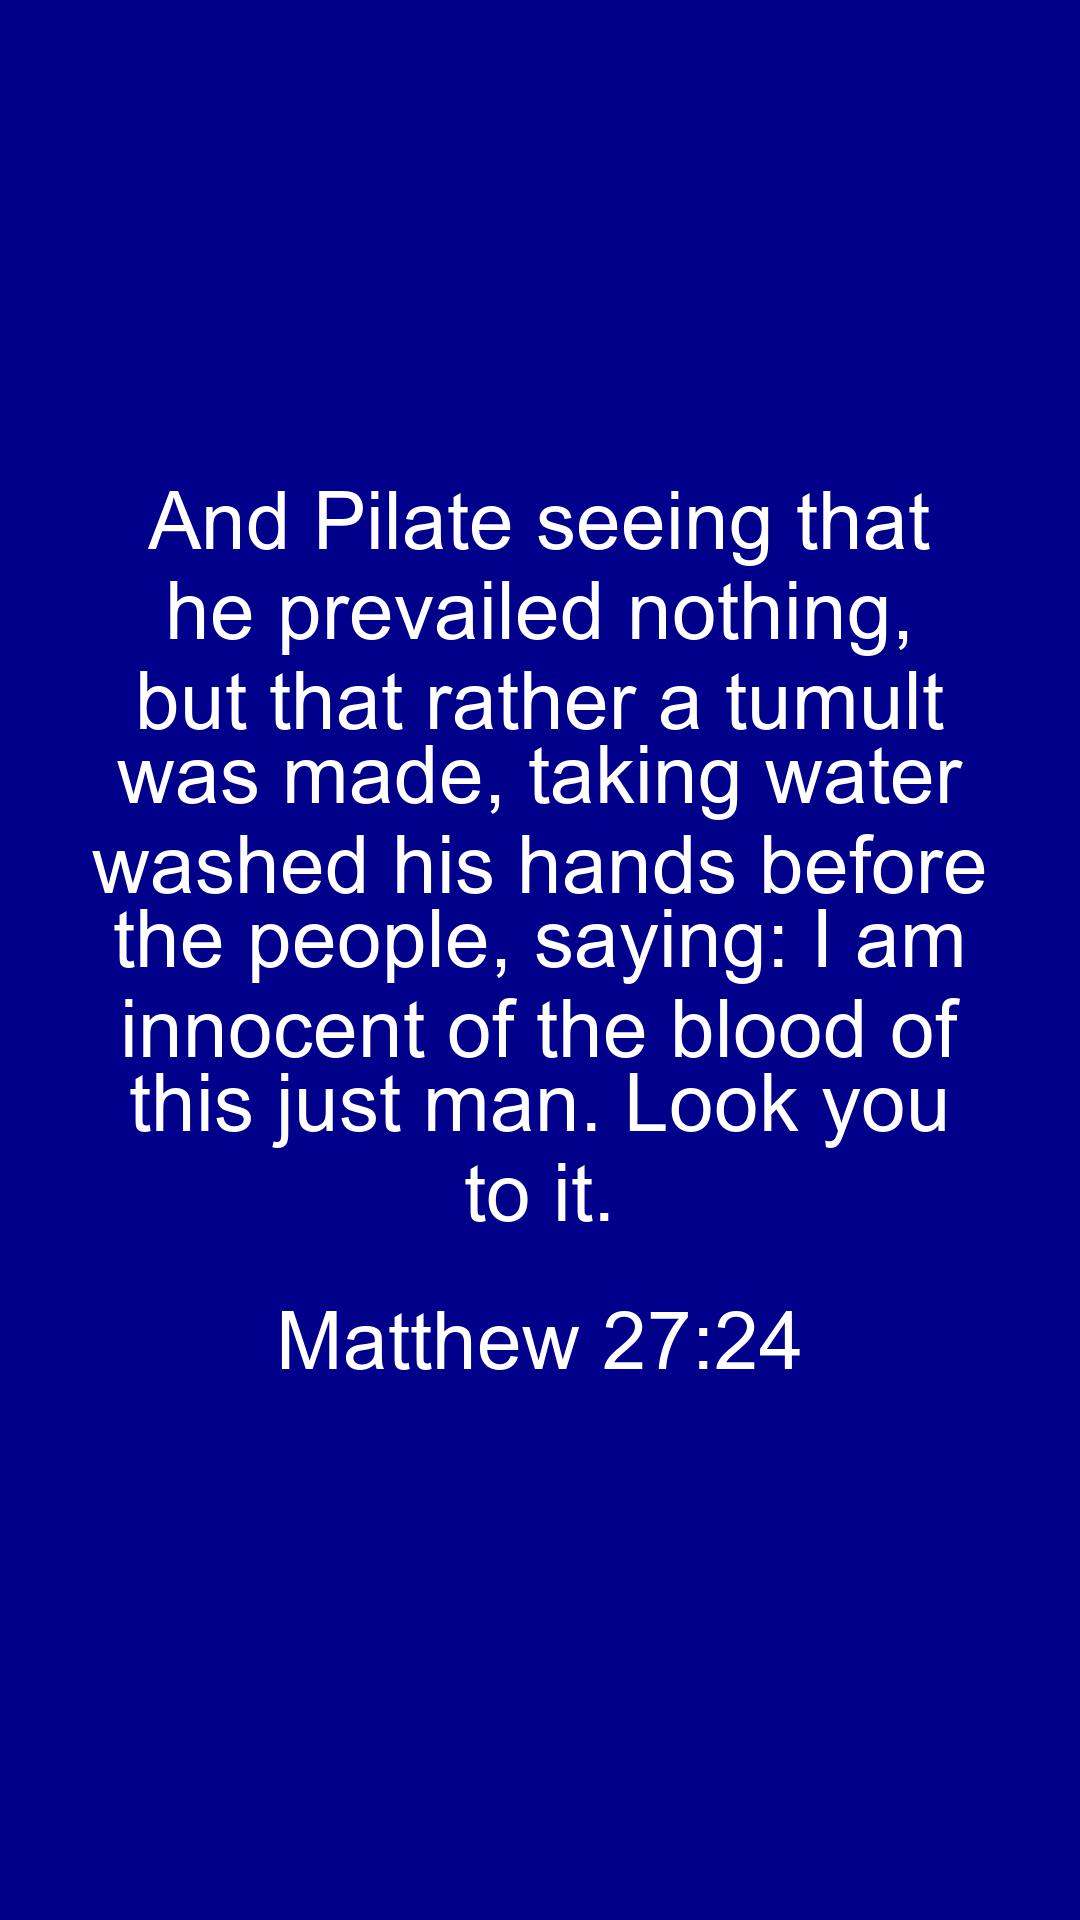 And Pilate seeing that
he prevailed nothing,
but that rather a tumult
was made, taking water
washed his hands before
the people, saying: I am
innocent of the blood of
this just man. Look you
to it.
Matthew 27:24